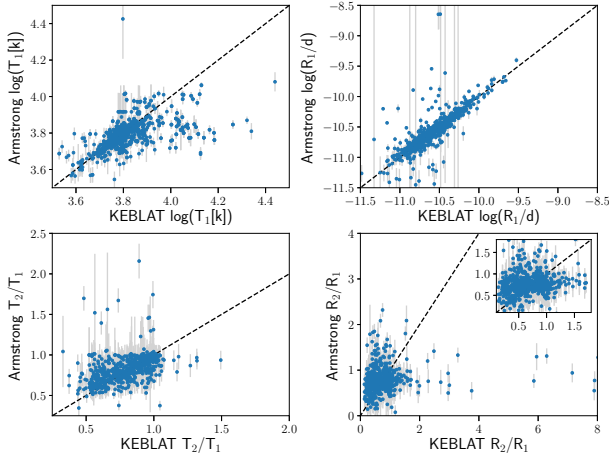 4.4
4.2
4.0
3.8
3.6
3.6 3.8 4.0 4.2 4.4
Armstrong log(T₁[k])
KEBLAT log(T₁[k])
−8.5
−9.0
−9.5
−10.0
−10.5
−11.0
−11.5
−11.5 −11.0 −10.5 −10.0 −9.5 −9.0 −8.5
Armstrong log(R₁/d)
KEBLAT log(R₁/d)
2.5
2.0
1.5
1.0
0.5
0.5 1.0 1.5 2.0
Armstrong T₂/T₁
KEBLAT T₂/T₁
4
3
2
1
0
0 2 4 6 8
Armstrong R₂/R₁
KEBLAT R₂/R₁
1.5
1.0
0.5
0.5 1.0 1.5